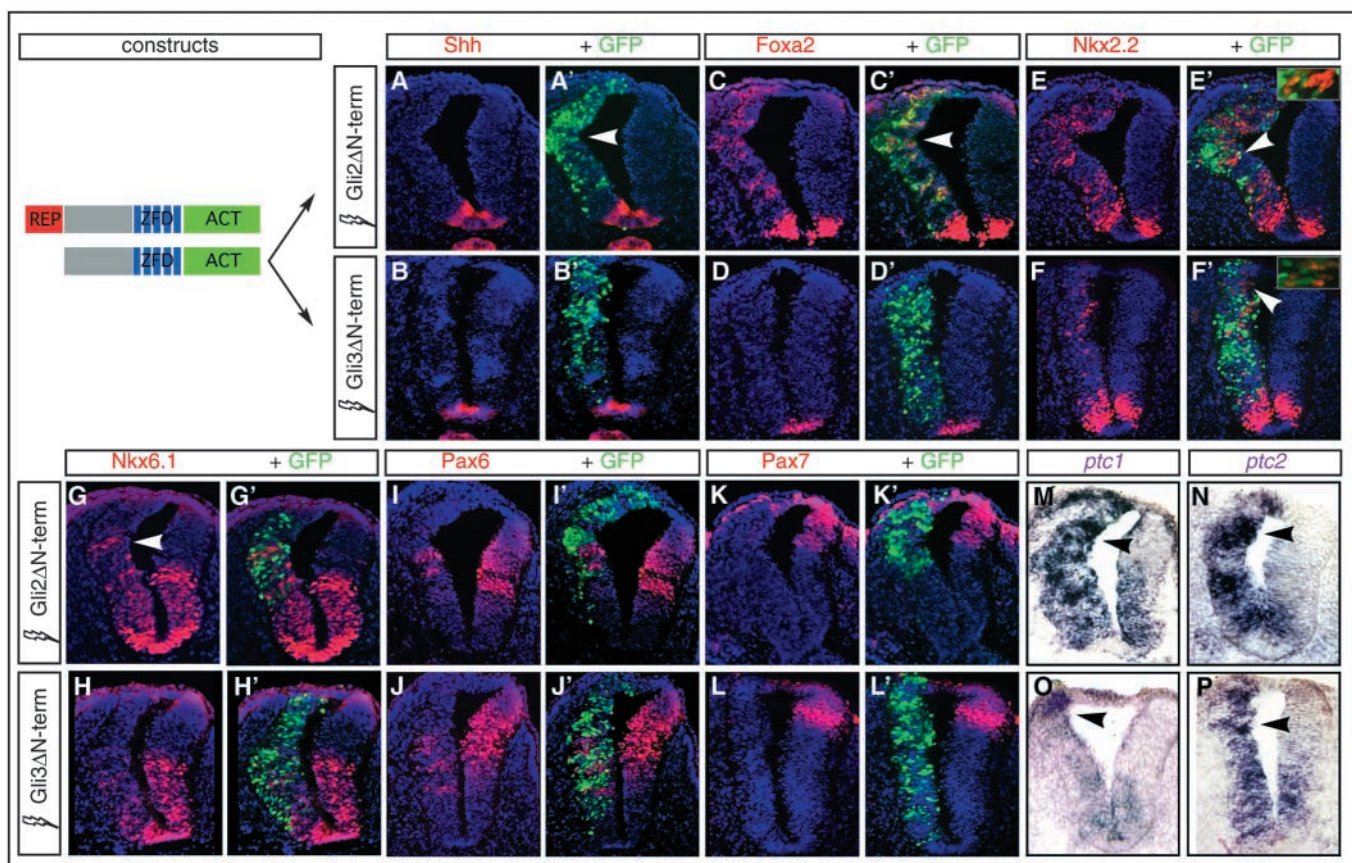 constructs
Shh + GFP Foxa2 + GFP Nkx2.2 + GFP
Gli2ΔN-term
A A' C C' E E'
REP ZFD ACT
ZFD ACT
Gli3ΔN-term
B B' D D' F F'
Nkx6.1 + GFP Pax6 + GFP Pax7 + GFP ptc1 ptc2
Gli2ΔN-term
G G' I I' K K' M N
Gli3ΔN-term
H H' J J' L L' O P